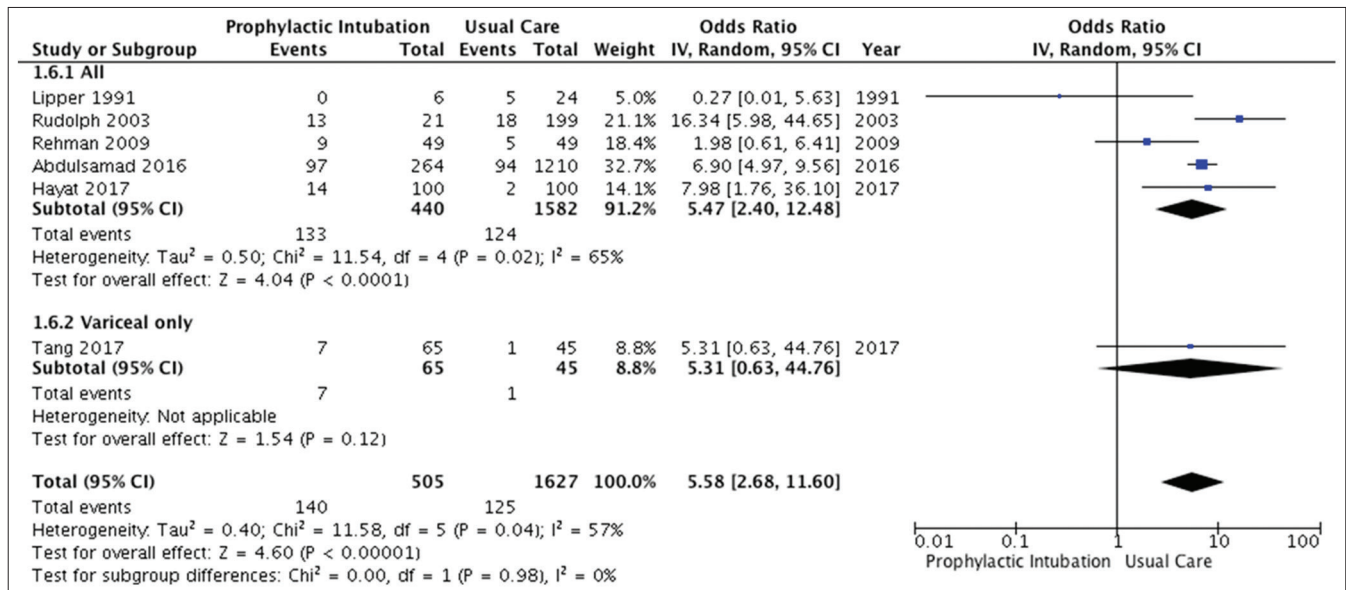 Prophylactic Intubation Usual Care Odds Ratio Odds Ratio
Study or Subgroup Events Total Events Total Weight IV, Random, 95% CI Year IV, Random, 95% CI
1.6.1 All
Lipper 1991 0 6 5 24 5.0% 0.27 [0.01, 5.63] 1991
Rudolph 2003 13 21 18 199 21.1% 16.34 [5.98, 44.65] 2003
Rehman 2009 9 49 5 49 18.4% 1.98 [0.61, 6.41] 2009
Abdulsamad 2016 97 264 94 1210 32.7% 6.90 [4.97, 9.56] 2016
Hayat 2017 14 100 2 100 14.1% 7.98 [1.76, 36.10] 2017
Subtotal (95% CI) 440 1582 91.2% 5.47 [2.40, 12.48]
Total events 133 124
Heterogeneity: Tau² = 0.50; Chi² = 11.54, df = 4 (P = 0.02); I² = 65%
Test for overall effect: Z = 4.04 (P < 0.0001)
1.6.2 Variceal only
Tang 2017 7 65 1 45 8.8% 5.31 [0.63, 44.76] 2017
Subtotal (95% CI) 65 45 8.8% 5.31 [0.63, 44.76]
Total events 7 1
Heterogeneity: Not applicable
Test for overall effect: Z = 1.54 (P = 0.12)
Total (95% CI) 505 1627 100.0% 5.58 [2.68, 11.60]
Total events 140 125
Heterogeneity: Tau² = 0.40; Chi² = 11.58, df = 5 (P = 0.04); I² = 57%
Test for overall effect: Z = 4.60 (P < 0.00001)
Test for subgroup differences: Chi² = 0.00, df = 1 (P = 0.98), I² = 0%
0.01 0.1 1 10 100
Prophylactic Intubation Usual Care